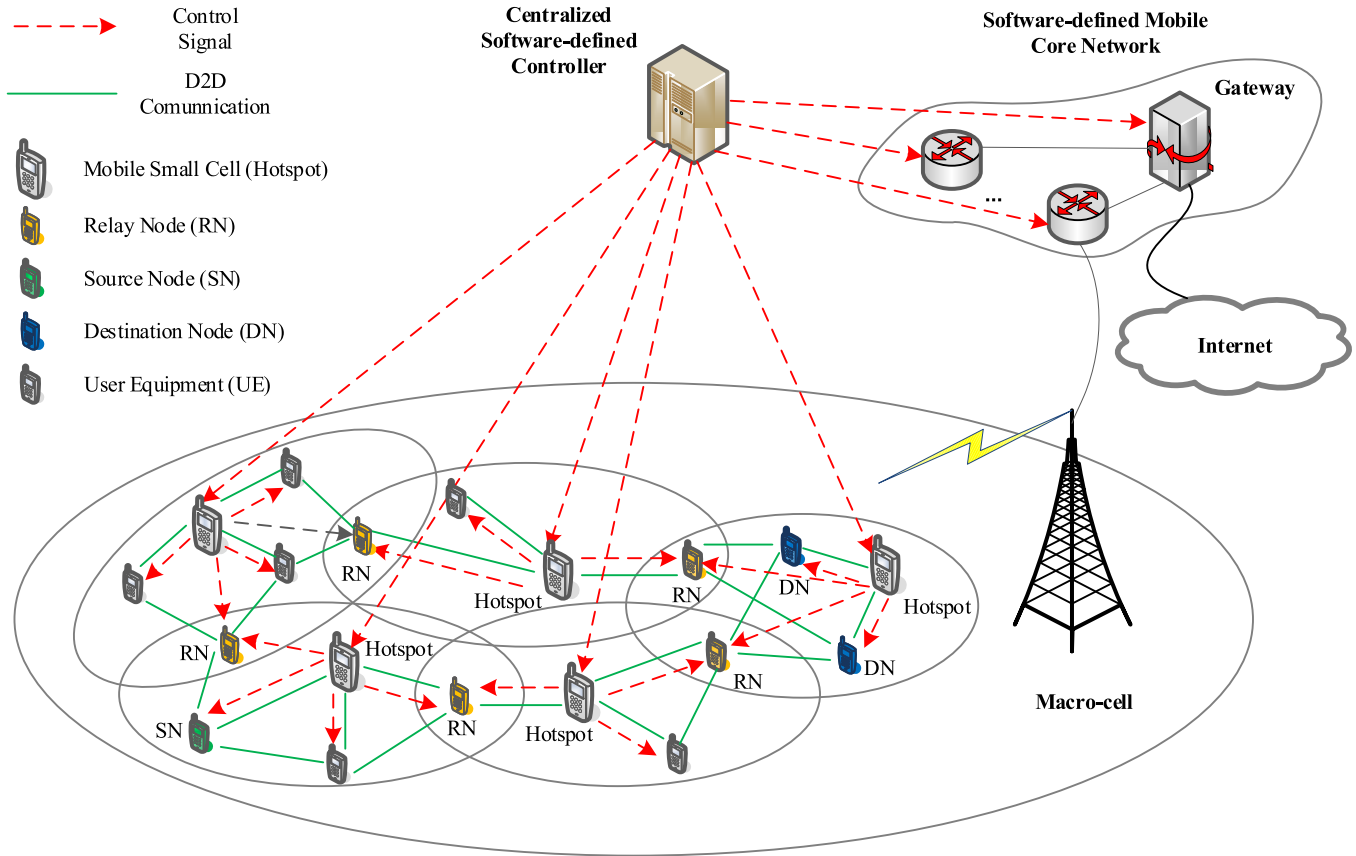 Control
Signal
D2D
Comunnication
Mobile Small Cell (Hotspot)
Relay Node (RN)
Source Node (SN)
Destination Node (DN)
User Equipment (UE)
Centralized
Software-defined
Controller
Software-defined Mobile
Core Network
Gateway
...
Internet
RN
Hotspot
RN
DN
Hotspot
RN
Hotspot
RN
DN
SN
RN
Hotspot
Macro-cell